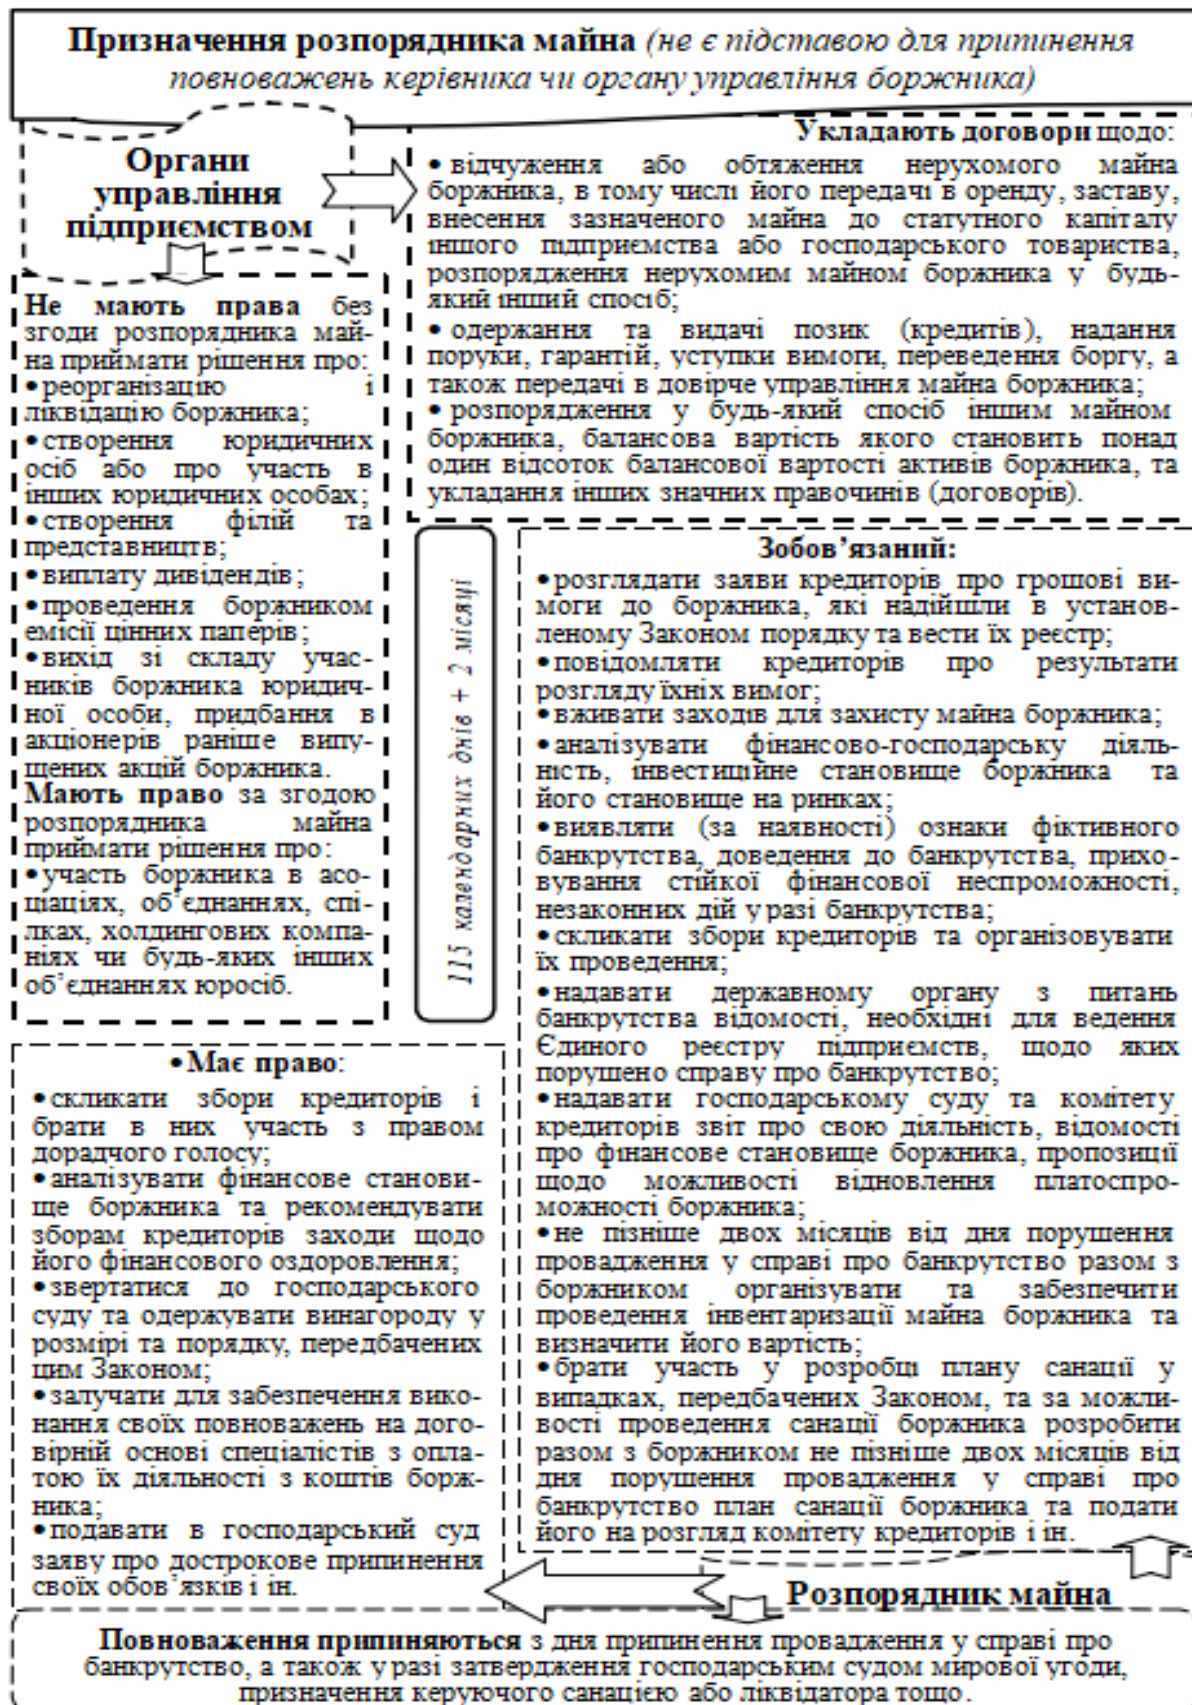 Призначення розпорядника майна (не є підставою для припинення
повноважень керівника чи органу управління боржника)
Органи
управління
підприємством
Укладають договори щодо:
• відчуження або обтяження нерухомого майна
боржника, в тому числі його передачі в оренду, заставу,
внесення зазначеного майна до статутного капіталу
іншого підприємства або господарського товариства,
розпорядження нерухомим майном боржника у будь-
який інший спосіб;
• одержання та видачі позик (кредитів), надання
поруки, гарантій, уступки вимоги, переведення боргу, а
також передачі в довірче управління майна боржника;
• розпорядження у будь-який спосіб іншим майном
боржника, балансова вартість якого становить понад
один відсоток балансової вартості активів боржника, та
укладання інших значних правочинів (договорів).
Не мають права без
згоди розпорядника май-
на приймати рішення про:
•реорганізацію і
ліквідацію боржника;
•створення юридичних
осіб або про участь в
інших юридичних особах;
•створення філій та
представництв;
•виплату дивідендів;
•проведення боржником
емісії цінних паперів;
•вихід зі складу учас-
ників боржника юридич-
ної особи, придбання в
акціонерів раніше випу-
щених акцій боржника.
Мають право за згодою
розпорядника майна
приймати рішення про:
•участь боржника в асо-
ціаціях, об’єднаннях, спі-
лках, холдингових компа-
ніях чи будь-яких інших
об’єднаннях юросіб.
115 календарних днів + 2 місяці
Зобов’язаний:
•розглядати заяви кредиторів про грошові ви-
моги до боржника, які надійшли в установ-
леному Законом порядку та вести їх реєстр;
•повідомляти кредиторів про результати
розгляду їхніх вимог;
•вживати заходів для захисту майна боржника;
•аналізувати фінансово-господарську діяль-
ність, інвестиційне становище боржника та
його становище на ринках;
•виявляти (за наявності) ознаки фіктивного
банкрутства, доведення до банкрутства, прихо-
вування стійкої фінансової неспроможності,
незаконних дій у разі банкрутства;
•скликати збори кредиторів та організовувати
їх проведення;
•надавати державному органу з питань
банкрутства відомості, необхідні для ведення
Єдиного реєстру підприємств, щодо яких
порушено справу про банкрутство;
•надавати господарському суду та комітету
кредиторів звіт про свою діяльність, відомості
про фінансове становище боржника, пропозиції
щодо можливості відновлення платоспро-
можності боржника;
•не пізніше двох місяців від дня порушення
провадження у справі про банкрутство разом з
боржником організувати та забезпечити
проведення інвентаризації майна боржника та
визначити його вартість;
•брати участь у розробці плану санації у
випадках, передбачених Законом, та за можли-
вості проведення санації боржника розробити
разом з боржником не пізніше двох місяців від
дня порушення провадження у справі про
банкрутство план санації боржника та подати
його на розгляд комітету кредиторів і ін.
•Має право:
•скликати збори кредиторів і
брати в них участь з правом
дорадчого голосу;
•аналізувати фінансове станови-
ще боржника та рекомендувати
зборам кредиторів заходи щодо
його фінансового оздоровлення;
•звертатися до господарського
суду та одержувати винагороду у
розмірі та порядку, передбачених
цим Законом;
•залучати для забезпечення вико-
нання своїх повноважень на дого-
вірній основі спеціалістів з опла-
тою їх діяльності з коштів борж-
ника;
•подавати в господарський суд
заяву про дострокове припинення
своїх обов’язків і ін.
Розпорядник майна
Повноваження припиняються з дня припинення провадження у справі про
банкрутство, а також у разі затвердження господарським судом мирової угоди,
призначення керуючого санацією або ліквідатора тощо.